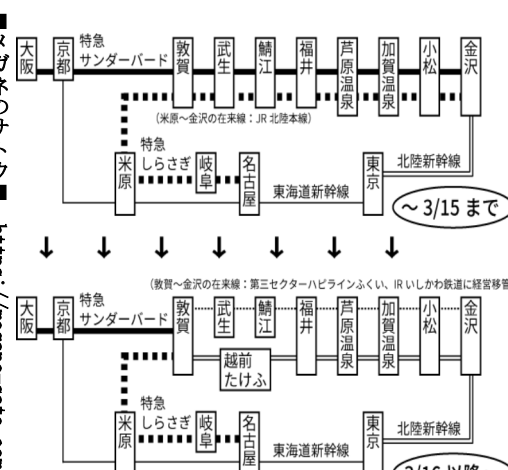 大阪
京都
特急
サンダーバード
敦賀
武生
鯖江
福井
芦原温泉
加賀温泉
小松
金沢
(米原～金沢の在来線：JR 北陸本線)
特急
しらさぎ
米原
岐阜
名古屋
東海道新幹線
東京
北陸新幹線
～ 3/15 まで
↓ ↓ ↓ ↓ ↓ ↓ ↓
(敦賀～金沢の在来線：第三セクターハピラインふくい、IR いしかわ鉄道に経営移管
大阪
京都
特急
サンダーバード
敦賀
武生
鯖江
福井
芦原温泉
加賀温泉
小松
金沢
越前
たけふ
特急
しらさぎ
米原
岐阜
名古屋
東海道新幹線
東京
北陸新幹線